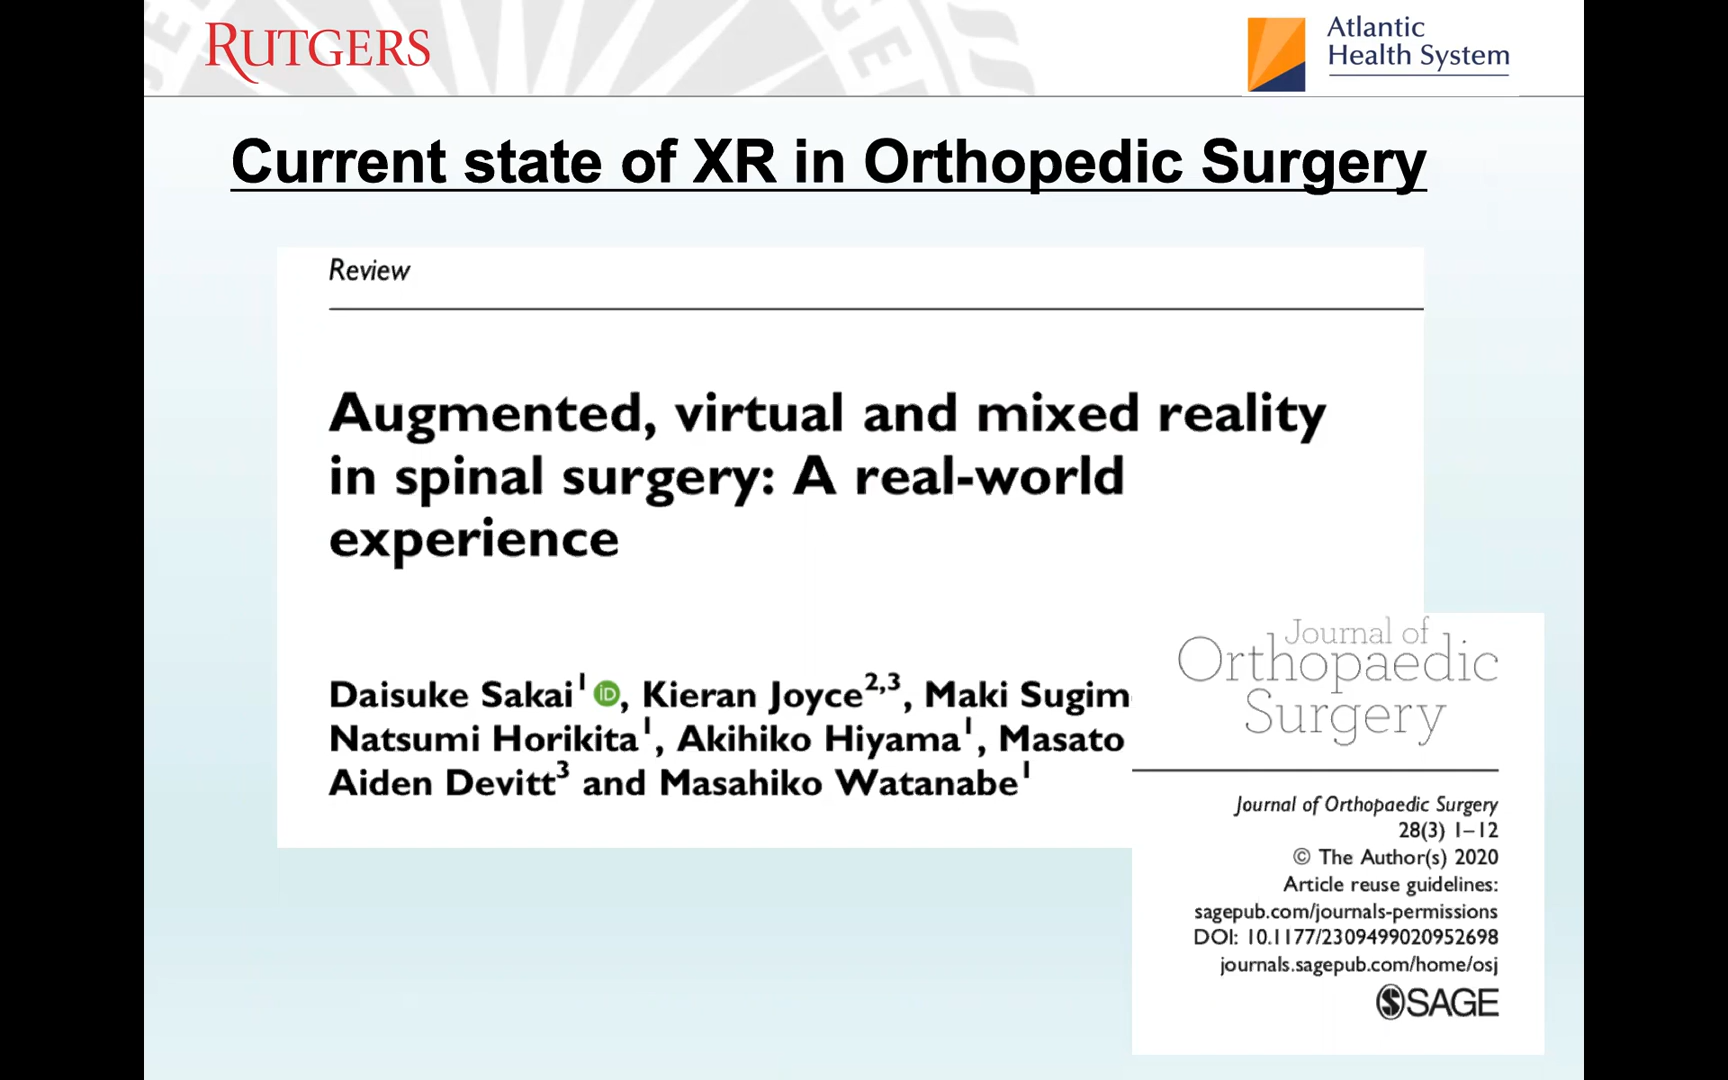 RUTGERS
Atlantic
Health System
Current state of XR in Orthopedic Surgery
Review
Augmented, virtual and mixed reality
in spinal surgery: A real-world
experience
Daisuke Sakai1 iD, Kieran Joyce2,3, Maki
Natsumi Horikita1, Akihiko Hiyama1, Masato
Aiden Devitt3 and Masahiko Watanabe1
Journal of
Orthopaedic
Surgery
Journal of Orthopaedic Surgery
28(3) 1–12
© The Author(s) 2020
Article reuse guidelines:
sagepub.com/journals-permissions
DOI: 10.1177/2309499020952698
journals.sagepub.com/home/osj
SAGE